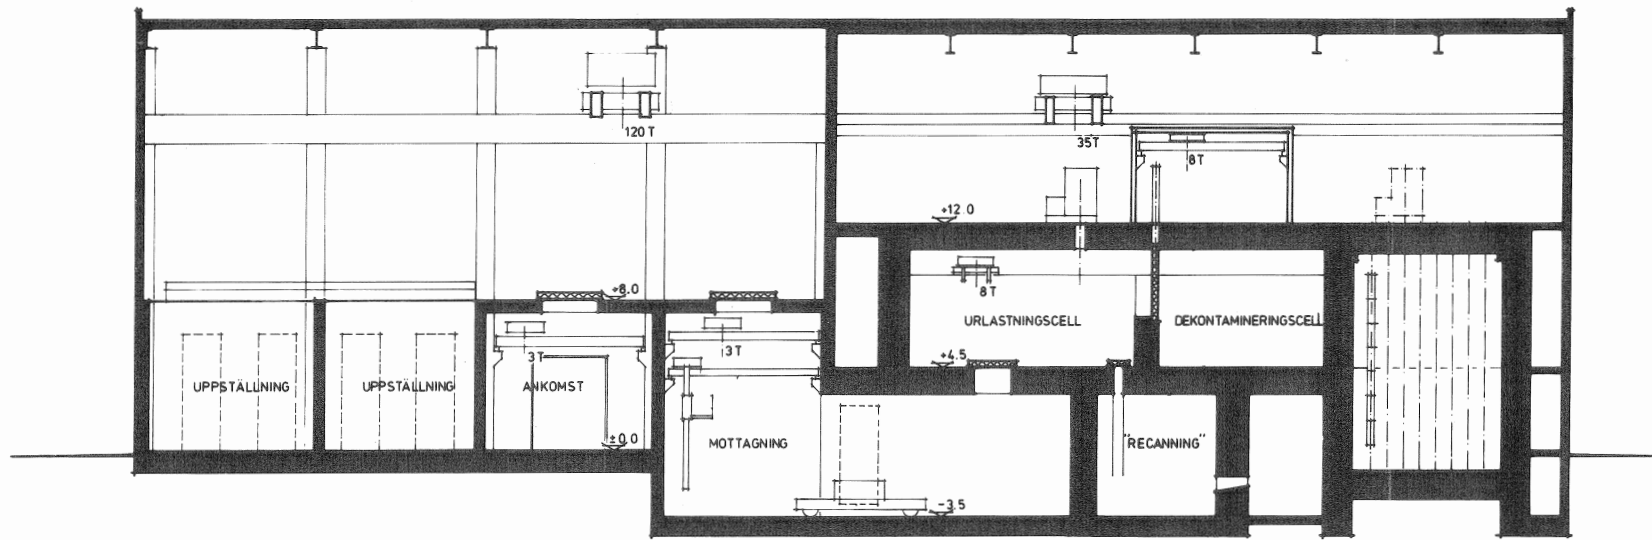 120 T
35T
8T
+12.0
+8.0
8T
URLASTNINGSCELL
DEKONTAMINERINGSCELL
3T
3T
+4.5
UPPSTÄLLNING
UPPSTÄLLNING
ANKOMST
±0.0
MOTTAGNING
"RECANNING"
-3.5